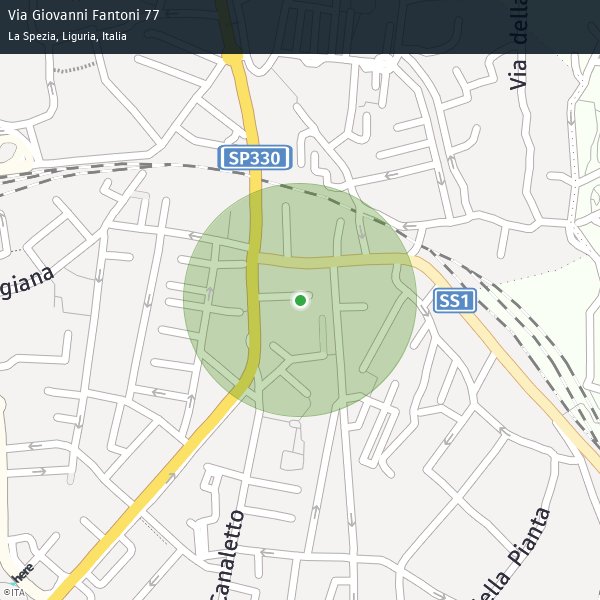 Via Giovanni Fantoni 77
La Spezia, Liguria, Italia
Via della
SP330
giana
SS1
Canaletto
della Pianta
here
©ITA